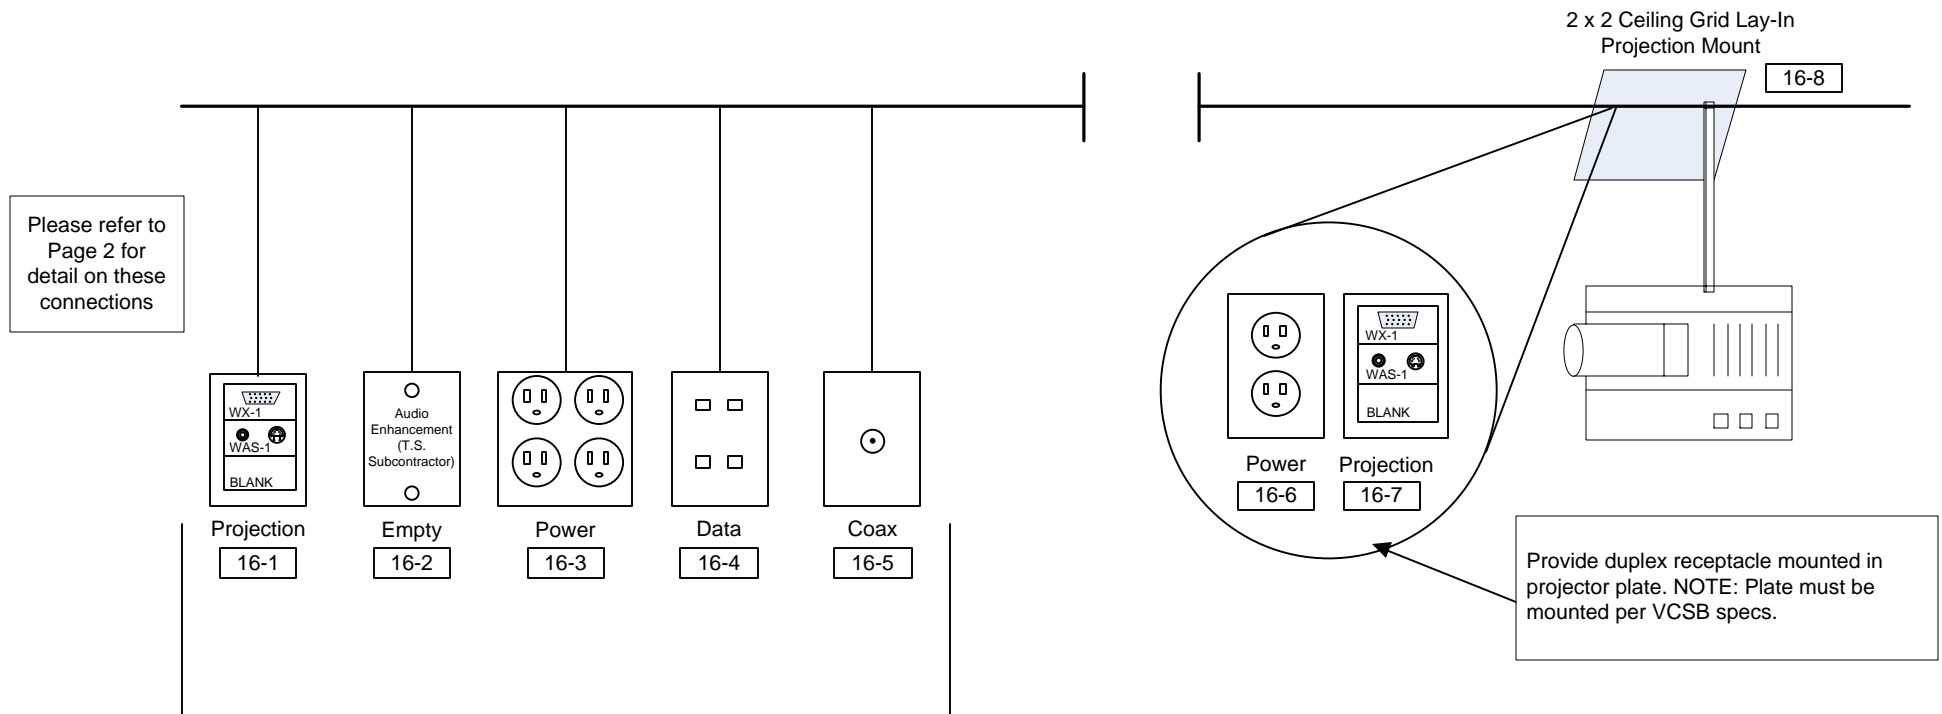 2 x 2 Ceiling Grid Lay-In
Projection Mount
16-8
Please refer to
Page 2 for
detail on these
connections
WX-1
WAS-1
BLANK
Projection
16-1
Audio
Enhancement
(T.S.
Subcontractor)
Empty
16-2
Power
16-3
Data
16-4
Coax
16-5
Power
16-6
WX-1
WAS-1
BLANK
Projection
16-7
Provide duplex receptacle mounted in
projector plate. NOTE: Plate must be
mounted per VCSB specs.